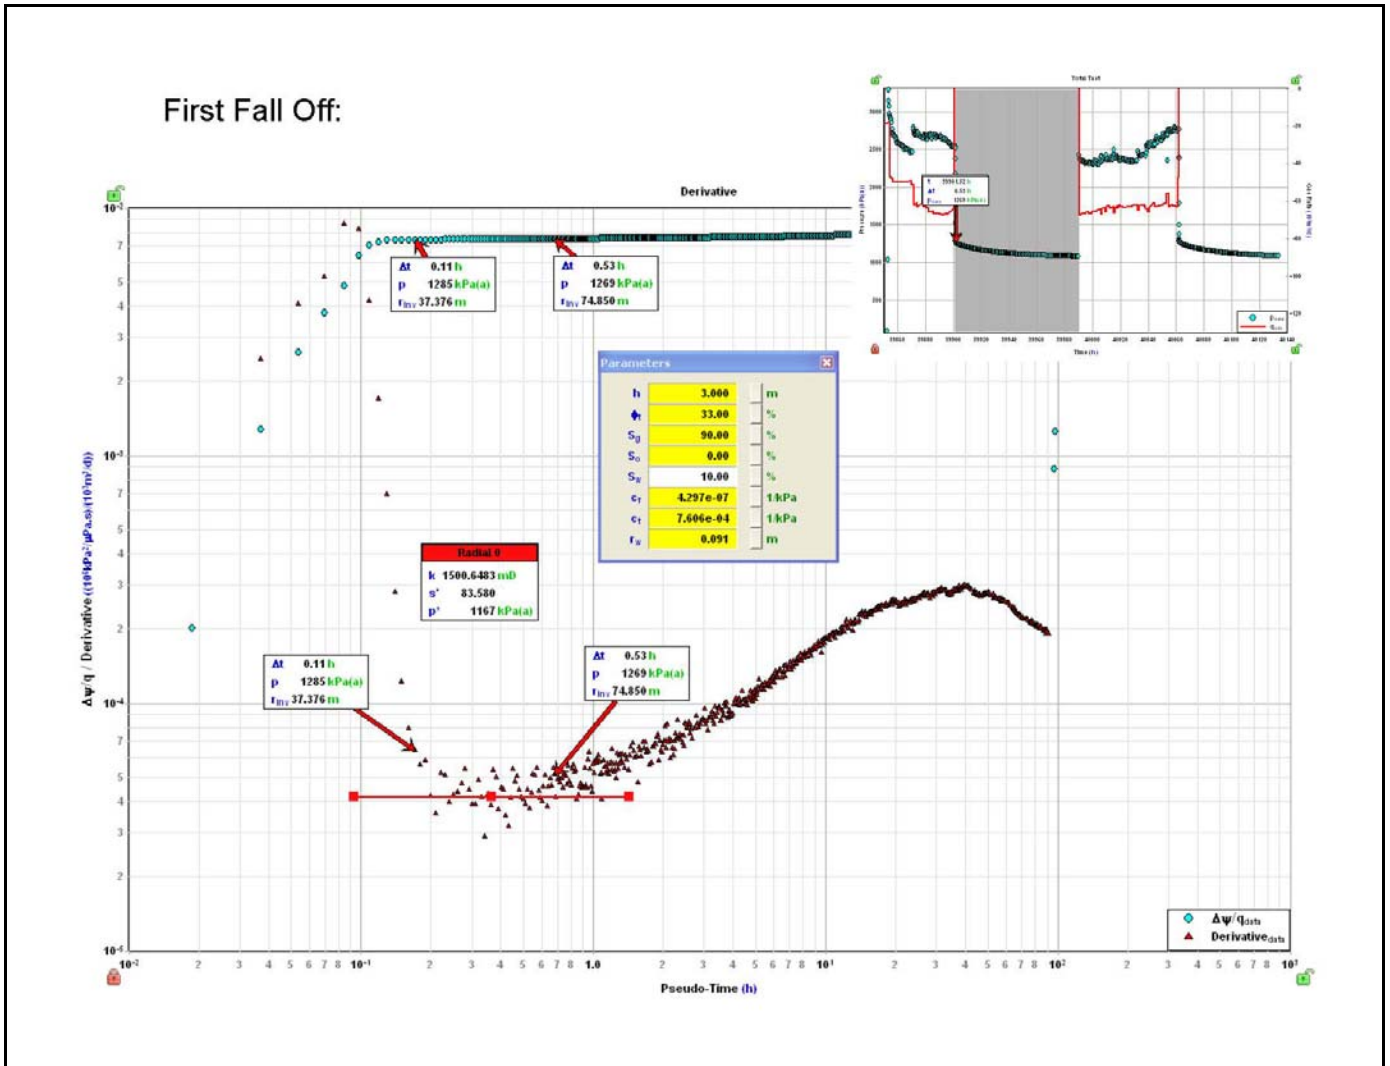 First Fall Off:
Total Test
Derivative
Δt 0.11 h
p 1285 kPa(a)
rInv 37.376 m
Δt 0.53 h
p 1269 kPa(a)
rInv 74.850 m
Parameters
h 3.000 m
ϕt 33.00 %
Sg 90.00 %
So 0.00 %
Sw 10.00 %
cf 4.297e-07 1/kPa
ct 7.606e-04 1/kPa
rw 0.091 m
Radial 0
k 1500.6483 mD
s' 83.580
p* 1167 kPa(a)
Δt 0.11 h
p 1285 kPa(a)
rInv 37.376 m
Δt 0.53 h
p 1269 kPa(a)
rInv 74.850 m
Δψ/q / Derivative ((10⁶kPa²/μPa.s)/(10³m³/d))
10⁻²
7
5
4
3
2
10⁻³
7
5
4
3
2
10⁻⁴
7
5
4
3
2
10⁻⁵
10⁻² 2 3 4 5 6 7 8 10⁻¹ 2 3 4 5 6 7 8 1.0 2 3 4 5 6 7 8 10¹ 2 3 4 5 6 7 8 10² 2 3 4 5 6 7 8 10³
Pseudo-Time (h)
Δψ/qdata
Derivativedata
Time (h)